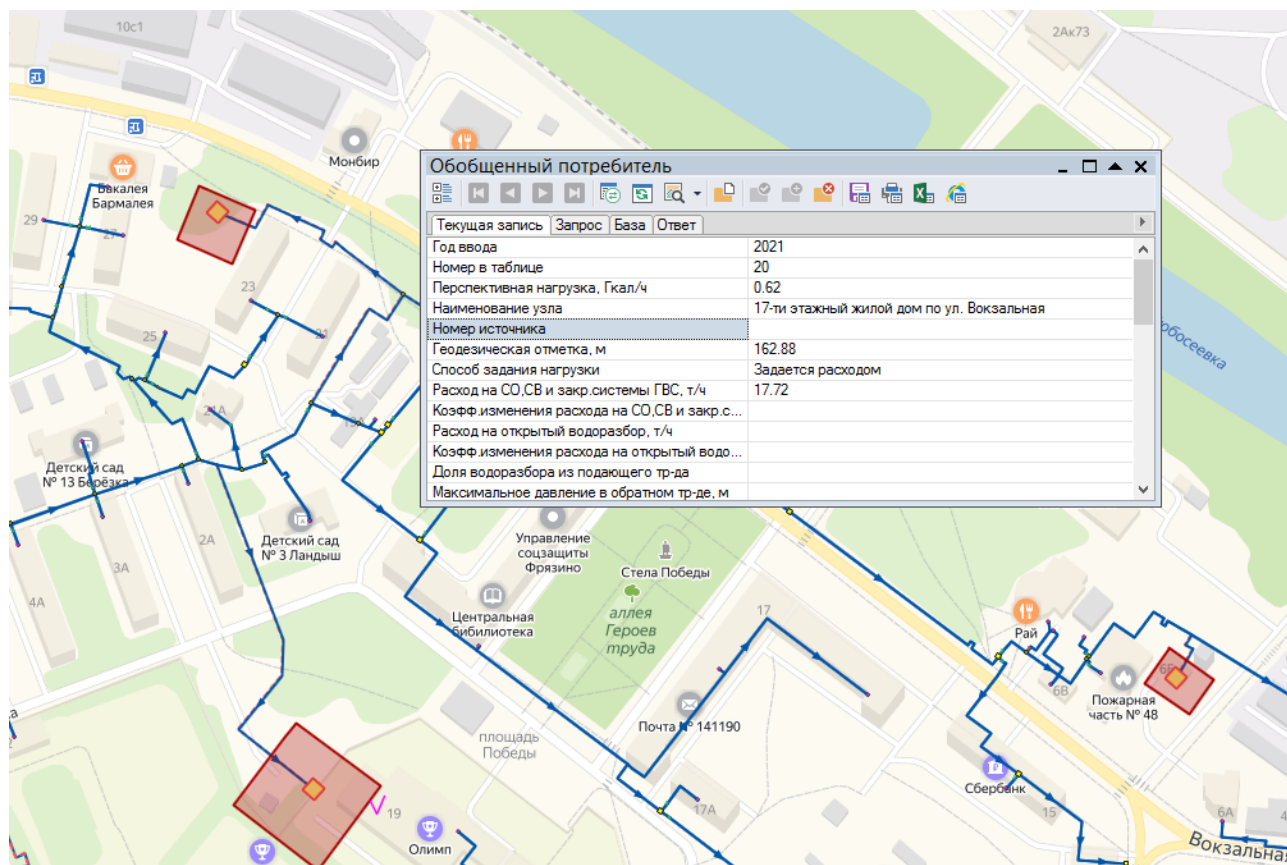 10с1
2Ак73
Монбир
Бакалея
Бармалея
29
27
23
21
25
21А
19А
Обобщенный потребитель
Текущая запись Запрос База Ответ
Год ввода 2021
Номер в таблице 20
Перспективная нагрузка, Гкал/ч 0.62
Наименование узла 17-ти этажный жилой дом по ул. Вокзальная
Номер источника
Геодезическая отметка, м 162.88
Способ задания нагрузки Задается расходом
Расход на СО,СВ и закр.системы ГВС, т/ч 17.72
Коэфф.изменения расхода на СО,СВ и закр.с...
Расход на открытый водоразбор, т/ч
Коэфф.изменения расхода на открытый водо...
Доля водоразбора из подающего тр-да
Максимальное давление в обратном тр-де, м
Детский сад
№ 13 Берёзка
Детский сад
№ 3 Ландыш
2А
3А
4А
Управление
соцзащиты
Фрязино
Стела Победы
Центральная
библиотека
аллея
Героев
труда
17
Рай
6В
6Б
Пожарная
часть № 48
Почта № 141190
площадь
Победы
Сбербанк
19
Олимп
17А
15
6А
4
Вокзальна